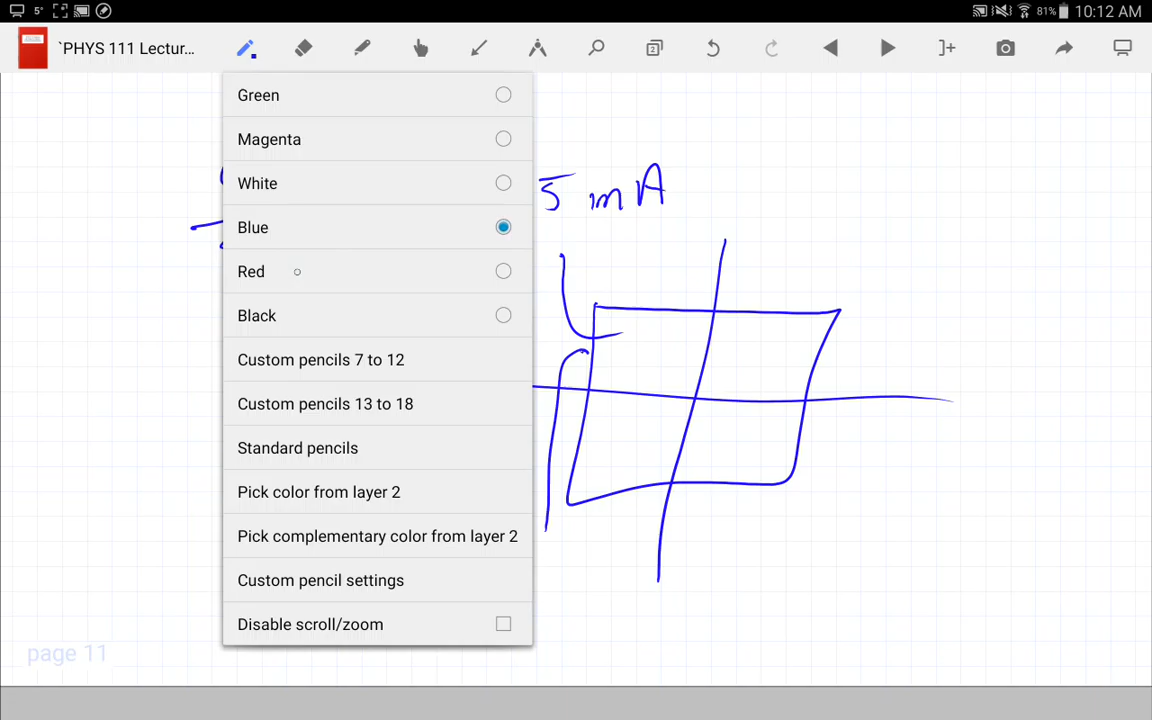 5° 81% 10:12 AM
`PHYS 111 Lectur... 2
Green
Magenta
White
Blue
Red
Black
Custom pencils 7 to 12
Custom pencils 13 to 18
Standard pencils
Pick color from layer 2
Pick complementary color from layer 2
Custom pencil settings
Disable scroll/zoom
5 mA
page 11